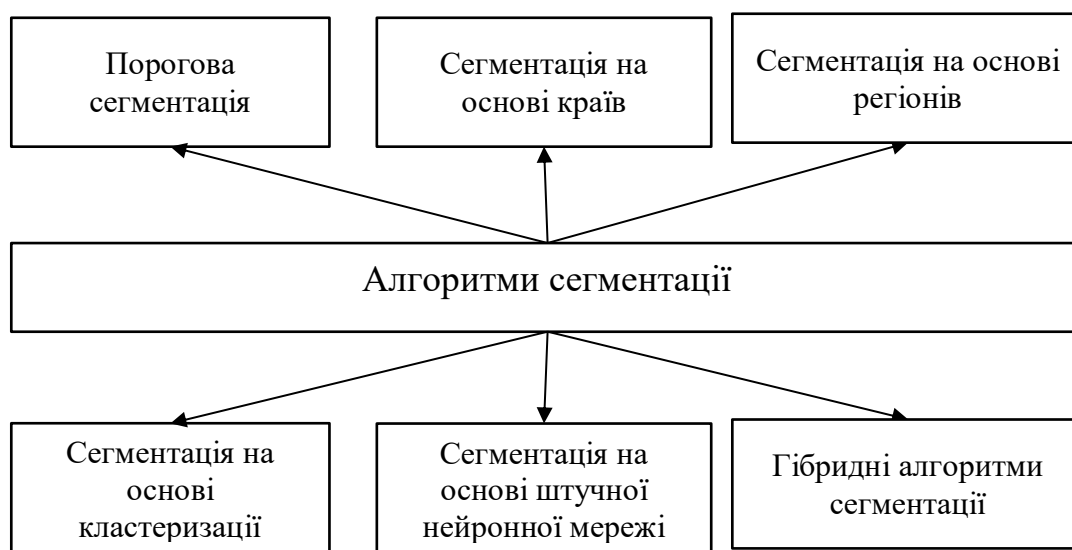 Порогова
сегментація
Сегментація на
основі країв
Сегментація на основі
регіонів
Алгоритми сегментації
Сегментація на
основі
кластеризації
Сегментація на
основі штучної
нейронної мережі
Гібридні алгоритми
сегментації